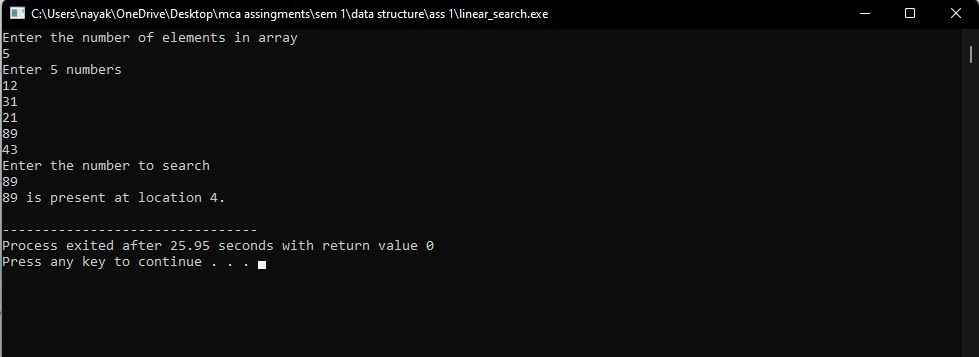 C:\Users\nayak\OneDrive\Desktop\mca assingments\sem 1\data structure\ass 1\linear_search.exe
Enter the number of elements in array
5
Enter 5 numbers
12
31
21
89
43
Enter the number to search
89
89 is present at location 4.
--------------------------------
Process exited after 25.95 seconds with return value 0
Press any key to continue . . .